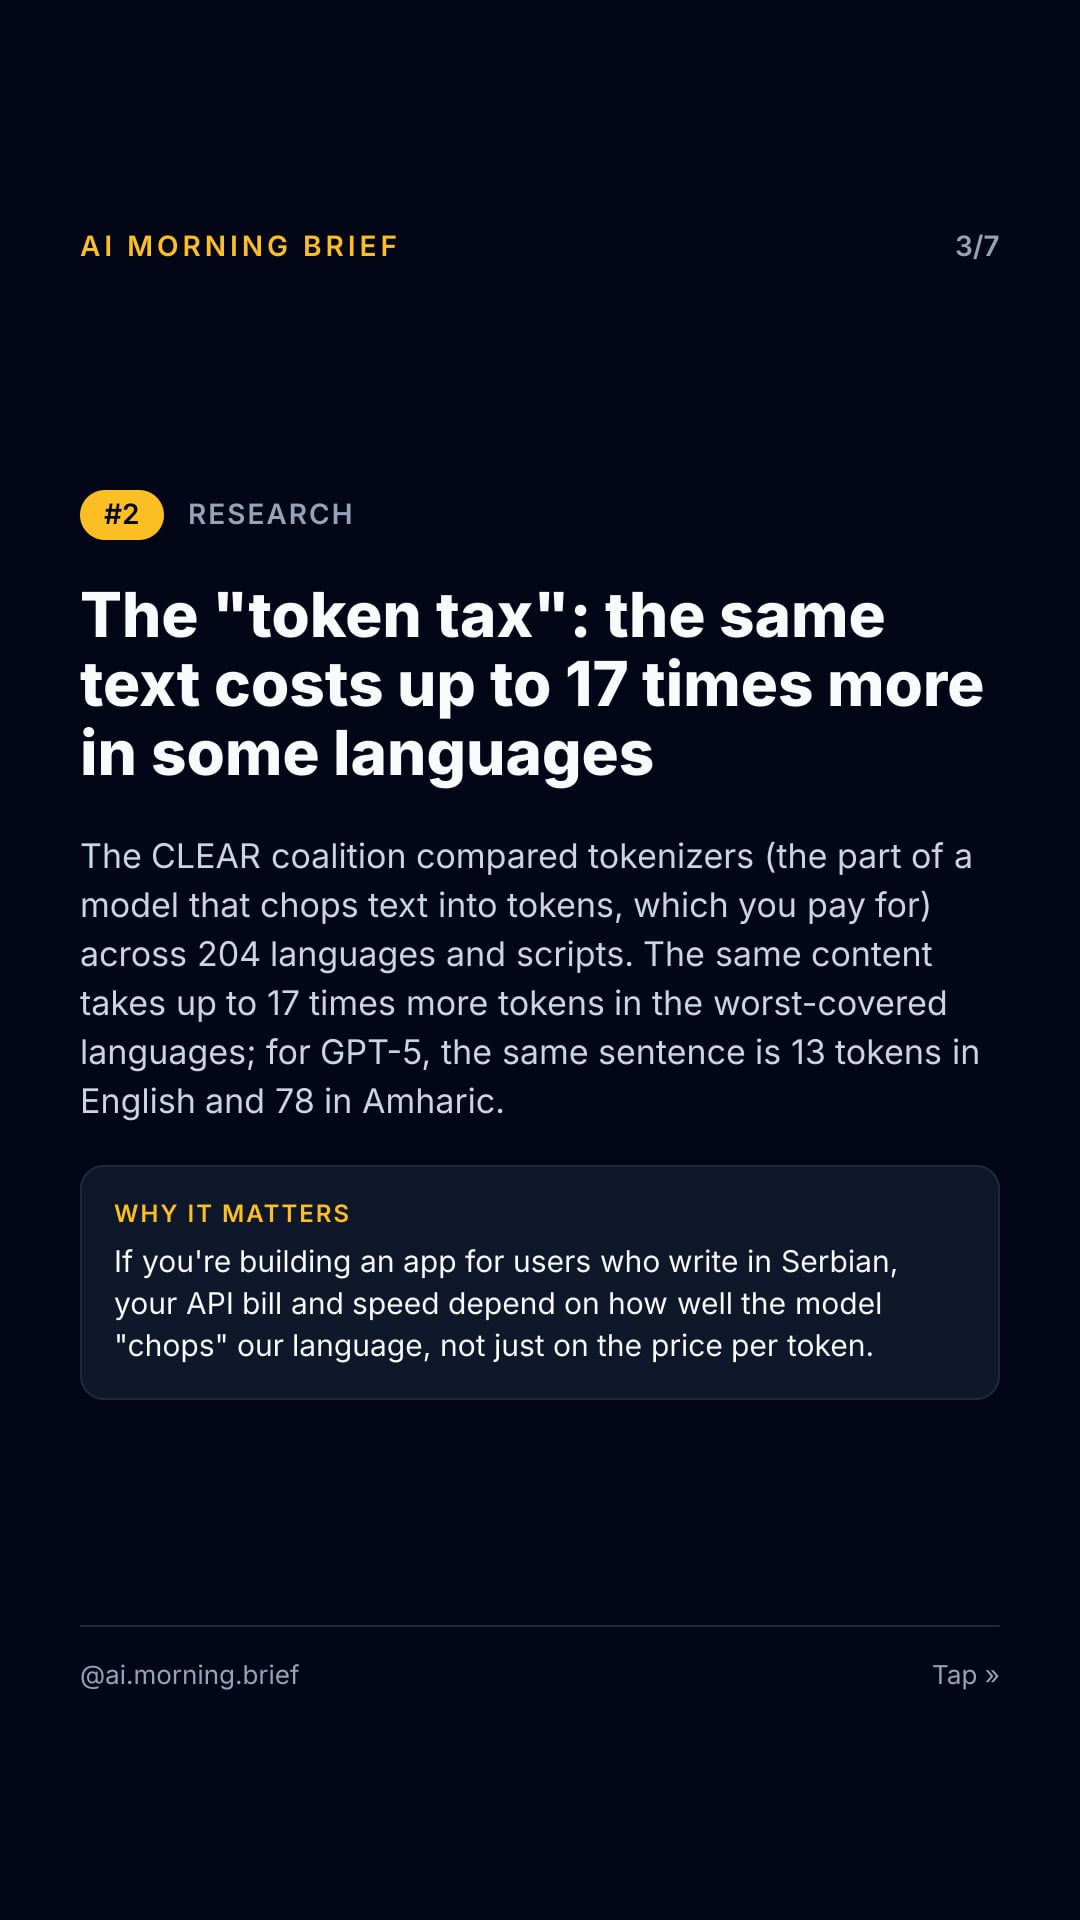 AI MORNING BRIEF
3/7
#2
RESEARCH
The "token tax": the same
text costs up to 17 times more
in some languages
The CLEAR coalition compared tokenizers (the part of a
model that chops text into tokens, which you pay for)
across 204 languages and scripts. The same content
takes up to 17 times more tokens in the worst-covered
languages; for GPT-5, the same sentence is 13 tokens in
English and 78 in Amharic.
WHY IT MATTERS
If you're building an app for users who write in Serbian,
your API bill and speed depend on how well the model
"chops" our language, not just on the price per token.
@ai.morning.brief
Tap »